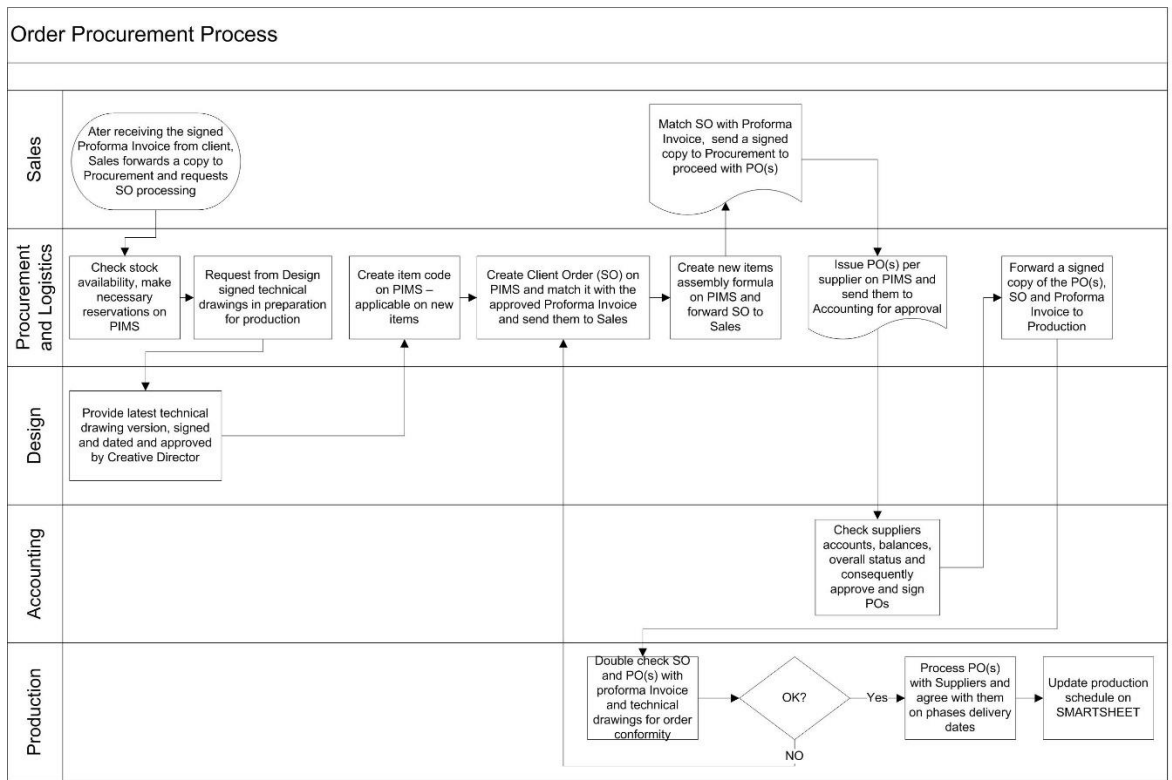 Order Procurement Process
Sales
Ater receiving the signed
Proforma Invoice from client,
Sales forwards a copy to
Procurement and requests
SO processing
Match SO with Proforma
Invoice, send a signed
copy to Procurement to
proceed with PO(s)
Procurement
and Logistics
Check stock
availability, make
necessary
reservations on
PIMS
Request from Design
signed technical
drawings in preparation
for production
Create item code
on PIMS –
applicable on new
items
Create Client Order (SO) on
PIMS and match it with the
approved Proforma Invoice
and send them to Sales
Create new items
assembly formula
on PIMS and
forward SO to
Sales
Issue PO(s) per
supplier on PIMS and
send them to
Accounting for approval
Forward a signed
copy of the PO(s),
SO and Proforma
Invoice to
Production
Design
Provide latest technical
drawing version, signed
and dated and approved
by Creative Director
Accounting
Check suppliers
accounts, balances,
overall status and
consequently
approve and sign
POs
Production
Double check SO
and PO(s) with
proforma Invoice
and technical
drawings for order
conformity
OK?
Yes
NO
Process PO(s)
with Suppliers and
agree with them
on phases delivery
dates
Update production
schedule on
SMARTSHEET